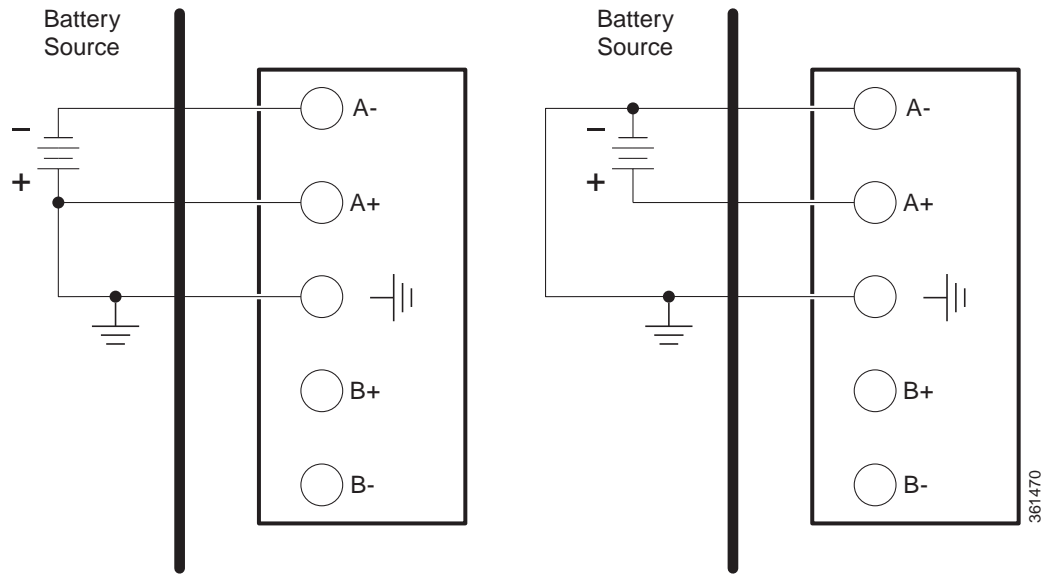 Battery
Source
−
+
A-
A+
B+
B-
Battery
Source
−
+
A-
A+
B+
B-
361470